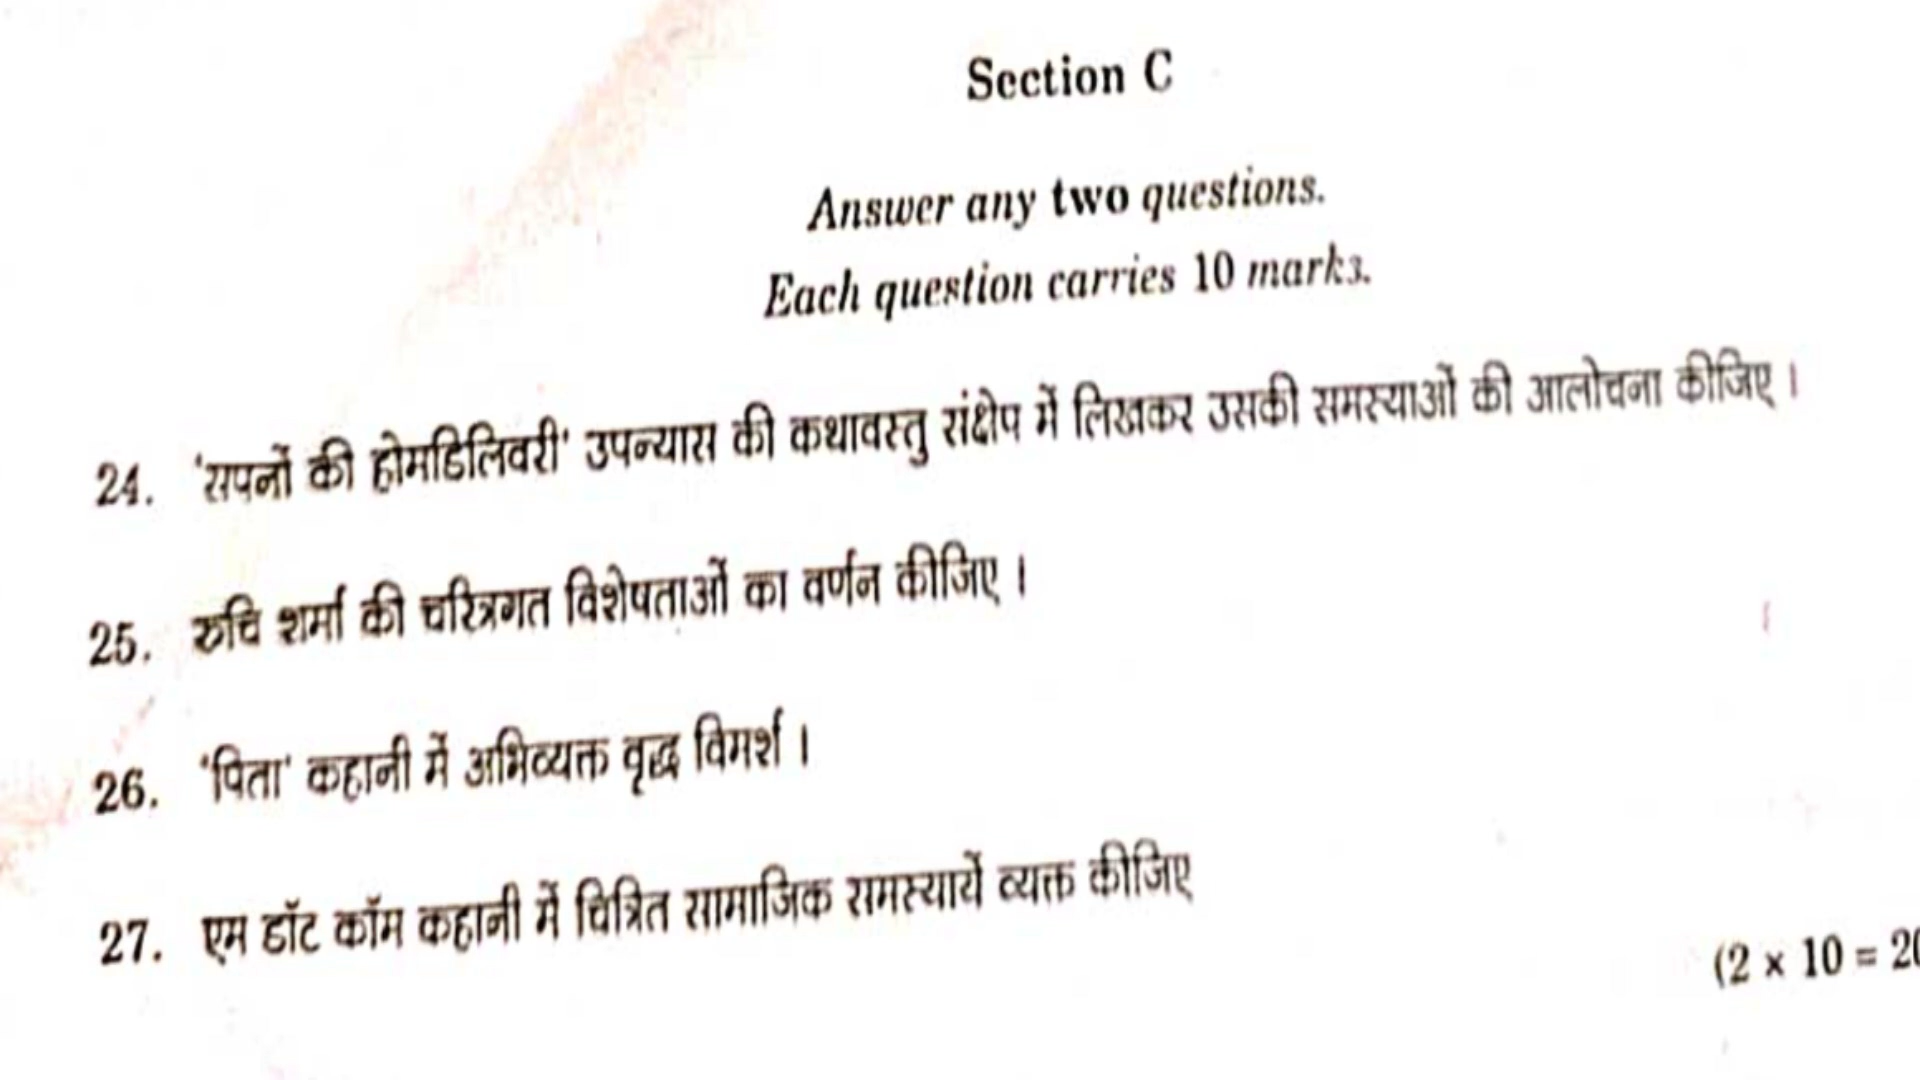 Section C
Answer any two questions.
Each question carries 10 marks.
24. 'सपनों की होमडिलिवरी' उपन्यास की कथावस्तु संक्षेप में लिखकर उसकी समस्याओं की आलोचना कीजिए ।
25. रुचि शर्मा की चरित्रगत विशेषताओं का वर्णन कीजिए ।
26. 'पिता' कहानी में अभिव्यक्त वृद्ध विमर्श ।
27. एम डॉट कॉम कहानी में चित्रित सामाजिक समस्यायें व्यक्त कीजिए
(2 × 10 = 20